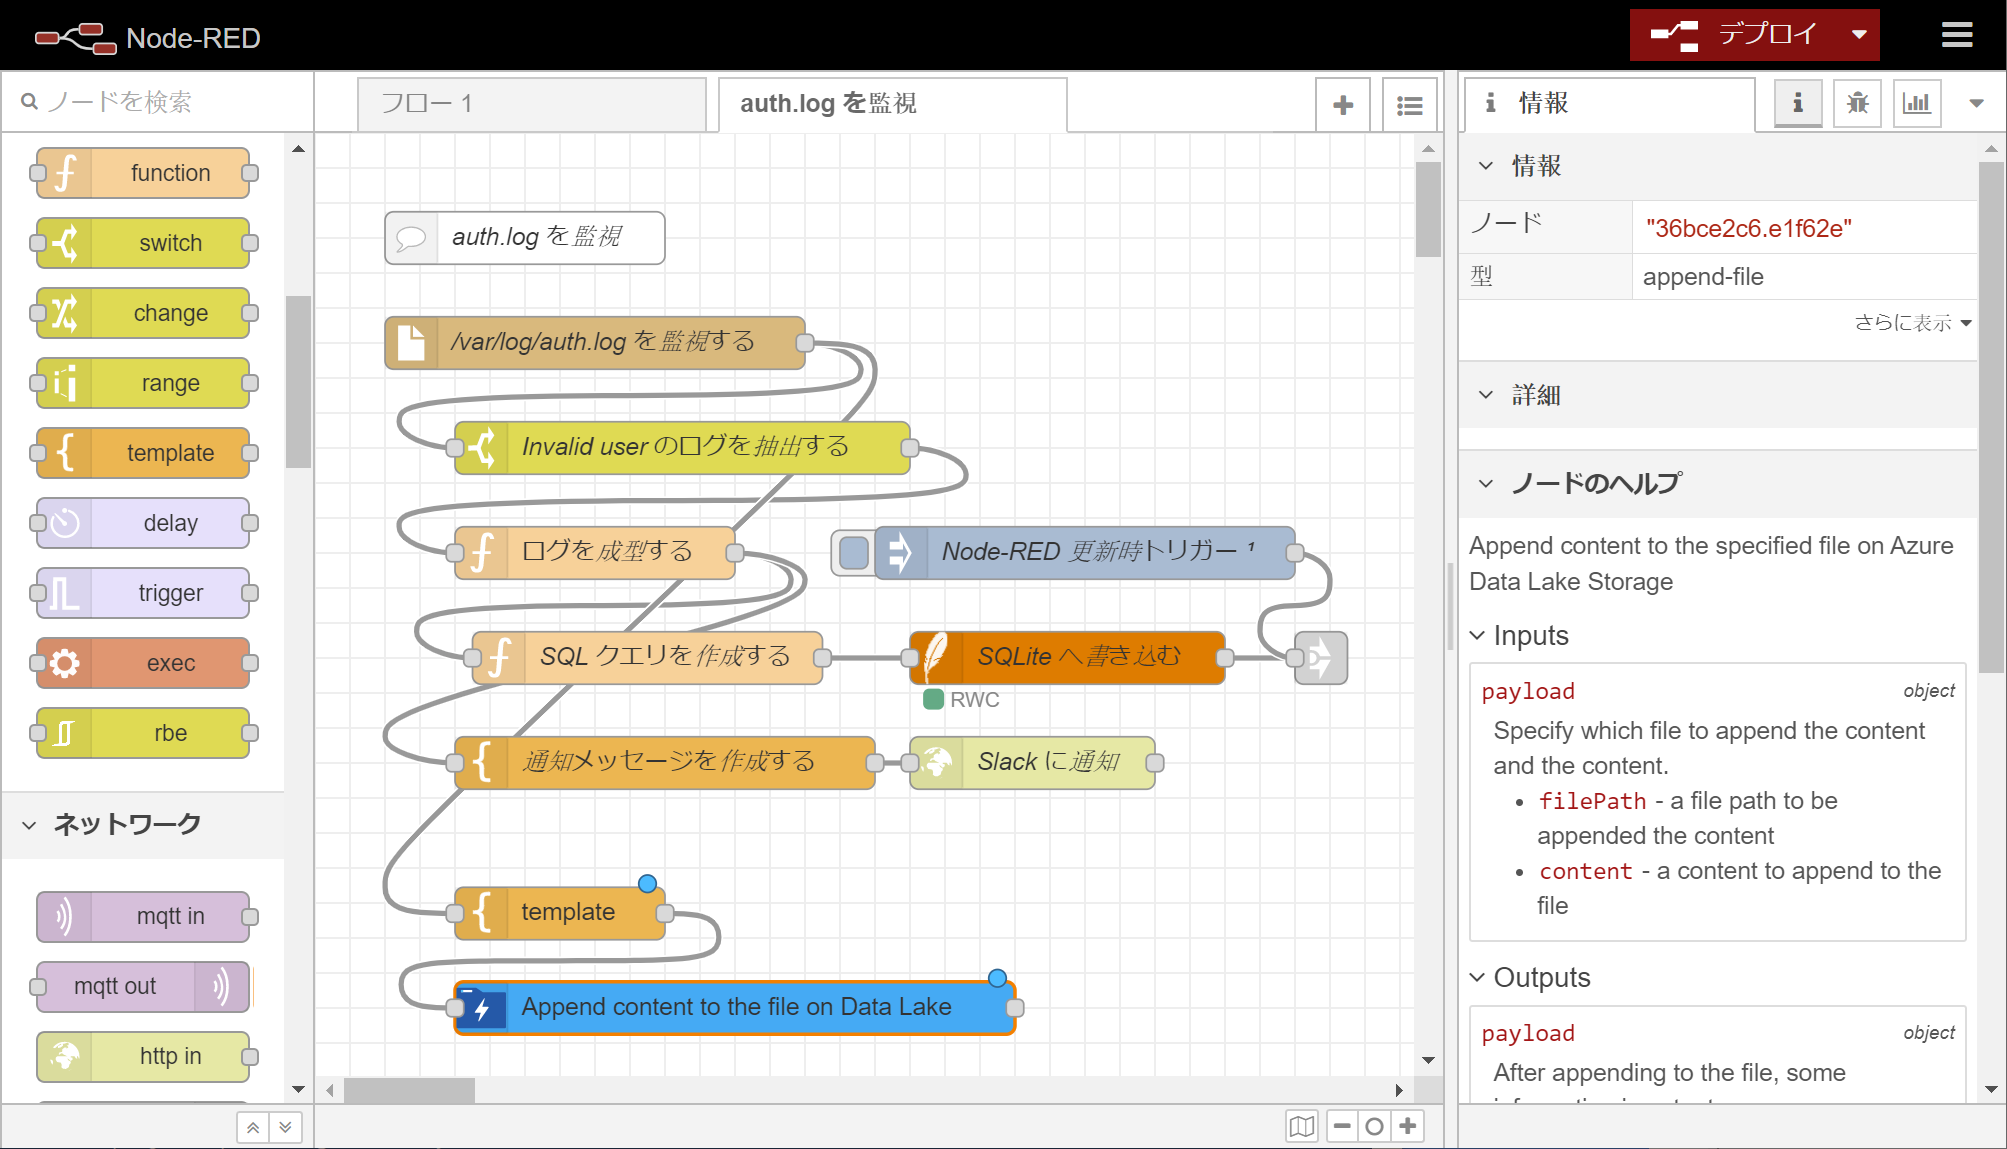 Node-RED
デプロイ
ノードを検索
フロー 1
auth.log を監視
情報
function
switch
change
range
template
delay
trigger
exec
rbe
ネットワーク
mqtt in
mqtt out
http in
auth.log を監視
/var/log/auth.log を監視する
Invalid user のログを抽出する
ログを成型する
Node-RED 更新時トリガー ¹
SQL クエリを作成する
SQLite へ書き込む
RWC
通知メッセージを作成する
Slack に通知
template
Append content to the file on Data Lake
情報
ノード
"36bce2c6.e1f62e"
型
append-file
さらに表示
詳細
ノードのヘルプ
Append content to the specified file on Azure
Data Lake Storage
Inputs
payload
object
Specify which file to append the content
and the content.
• filePath - a file path to be
appended the content
• content - a content to append to the
file
Outputs
payload
object
After appending to the file, some